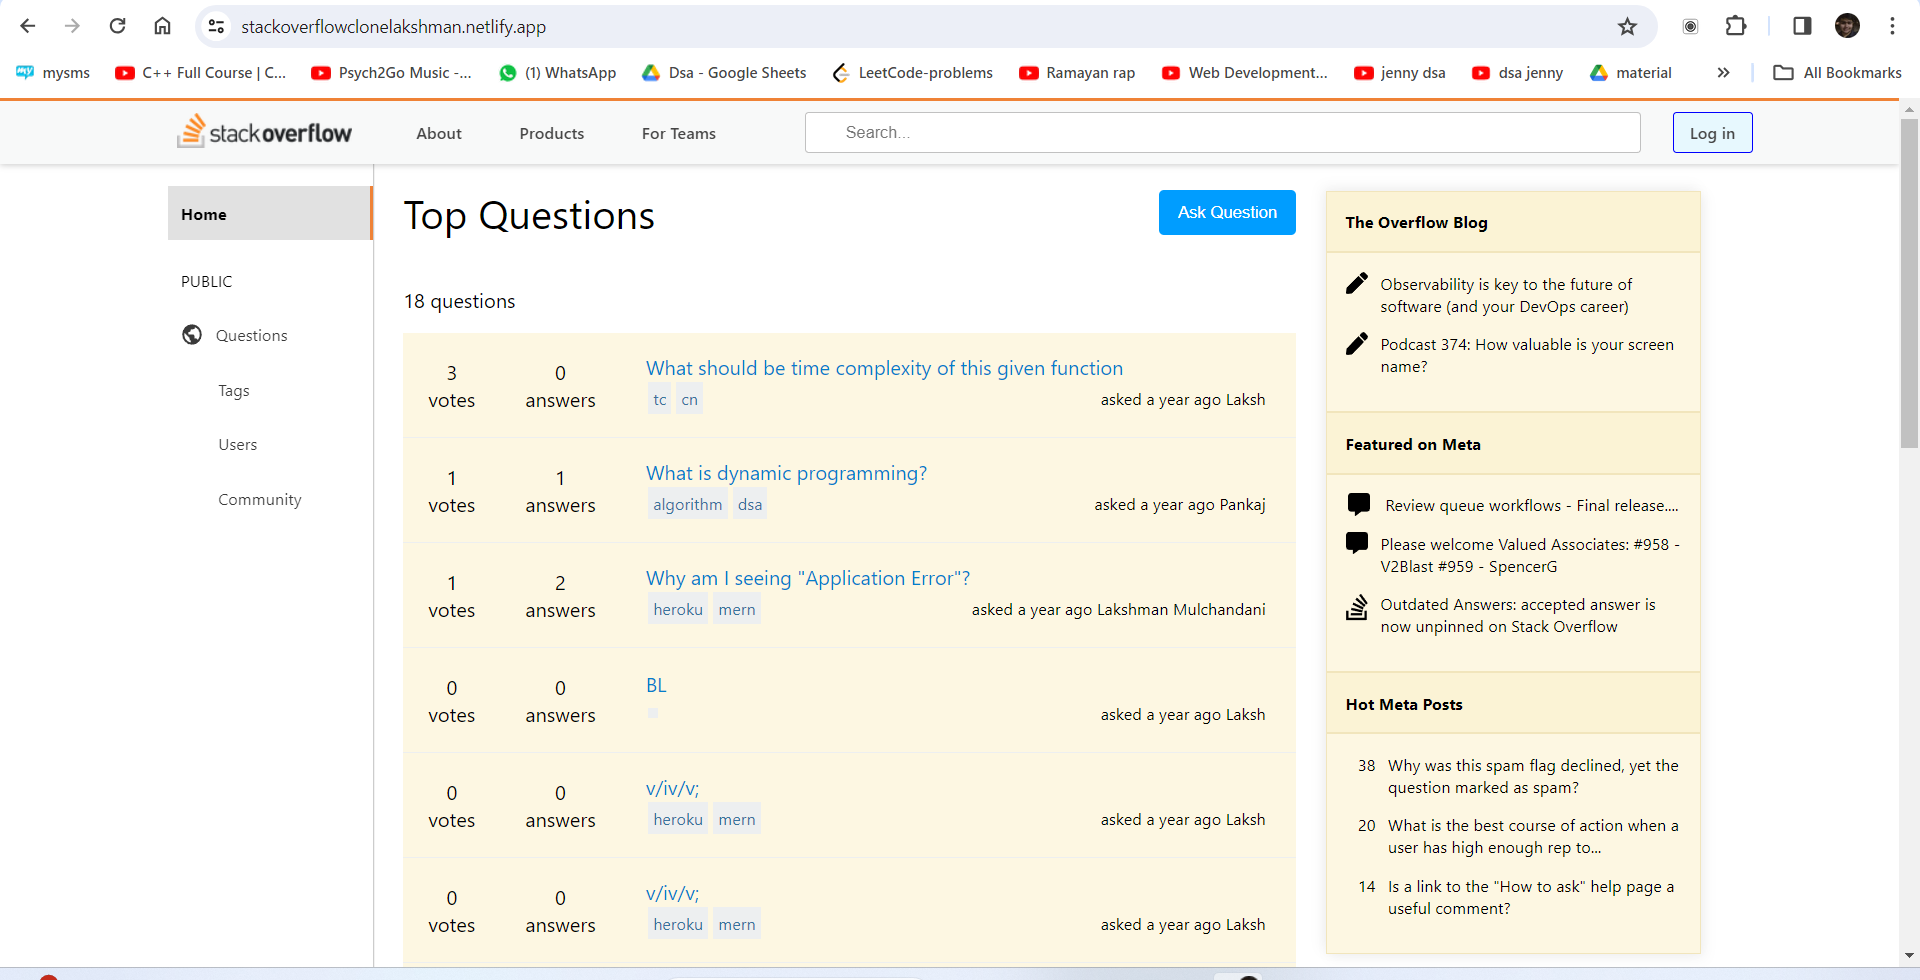 stackoverflowclonelakshman.netlify.app
mysms
C++ Full Course | C...
Psych2Go Music -...
(1) WhatsApp
Dsa - Google Sheets
LeetCode-problems
Ramayan rap
Web Development...
jenny dsa
dsa jenny
material
»
All Bookmarks
stackoverflow
About
Products
For Teams
Search...
Log in
Home
PUBLIC
Questions
Tags
Users
Community
Top Questions
Ask Question
18 questions
3 votes
0 answers
What should be time complexity of this given function
tc cn
asked a year ago Laksh
1 votes
1 answers
What is dynamic programming?
algorithm dsa
asked a year ago Pankaj
1 votes
2 answers
Why am I seeing "Application Error"?
heroku mern
asked a year ago Lakshman Mulchandani
0 votes
0 answers
BL
asked a year ago Laksh
0 votes
0 answers
v/iv/v;
heroku mern
asked a year ago Laksh
0 votes
0 answers
v/iv/v;
heroku mern
asked a year ago Laksh
The Overflow Blog
Observability is key to the future of
software (and your DevOps career)
Podcast 374: How valuable is your screen
name?
Featured on Meta
Review queue workflows - Final release....
Please welcome Valued Associates: #958 -
V2Blast #959 - SpencerG
Outdated Answers: accepted answer is
now unpinned on Stack Overflow
Hot Meta Posts
38 Why was this spam flag declined, yet the
question marked as spam?
20 What is the best course of action when a
user has high enough rep to...
14 Is a link to the "How to ask" help page a
useful comment?